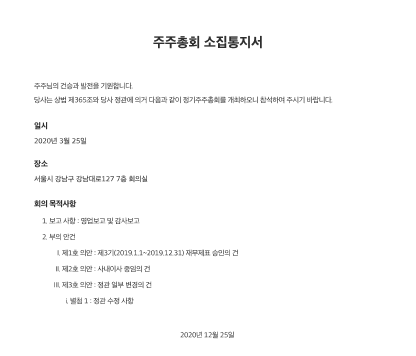 주주총회 소집통지서
주주님의 건승과 발전을 기원합니다.
당사는 상법 제365조와 당사 정관에 의거 다음과 같이 정기주주총회를 개최하오니 참석하여 주시기 바랍니다.
일시
2020년 3월 25일
장소
서울시 강남구 강남대로127 7층 회의실
회의 목적사항
1. 보고 사항 : 영업보고 및 감사보고
2. 부의 안건
I. 제1호 의안 : 제3기(2019.1.1~2019.12.31) 재무제표 승인의 건
II. 제2호 의안 : 사내이사 중임의 건
III. 제3호 의안 : 정관 일부 변경의 건
i. 별첨 1 : 정관 수정 사항
2020년 12월 25일